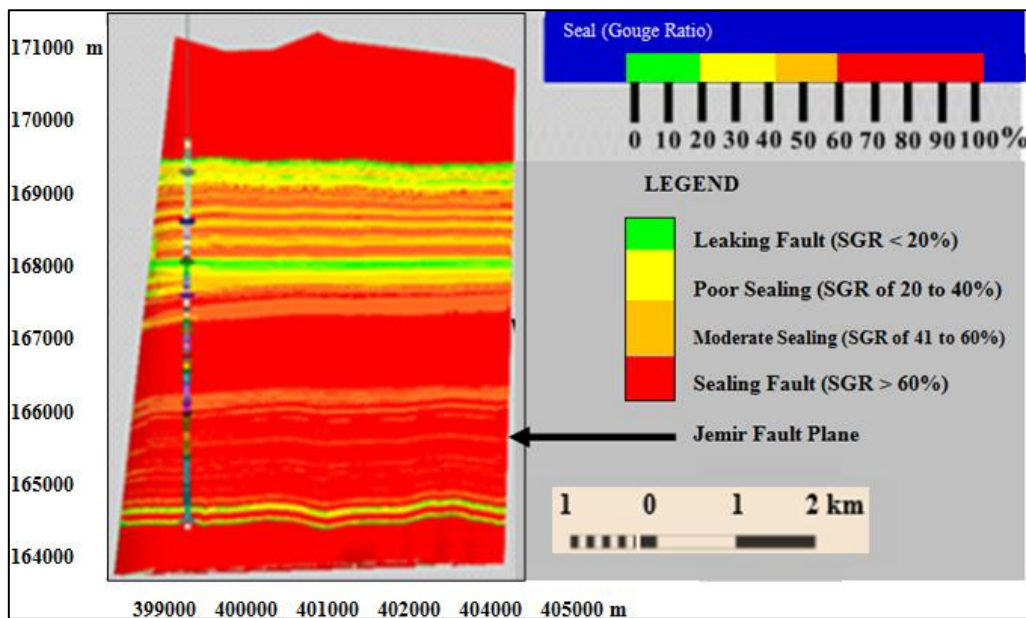 171000 m
170000
169000
168000
167000
166000
165000
164000
399000 400000 401000 402000 404000 405000 m
Seal (Gouge Ratio)
0 10 20 30 40 50 60 70 80 90 100%
LEGEND
Leaking Fault (SGR < 20%)
Poor Sealing (SGR of 20 to 40%)
Moderate Sealing (SGR of 41 to 60%)
Sealing Fault (SGR > 60%)
Jemir Fault Plane
1 0 1 2 km